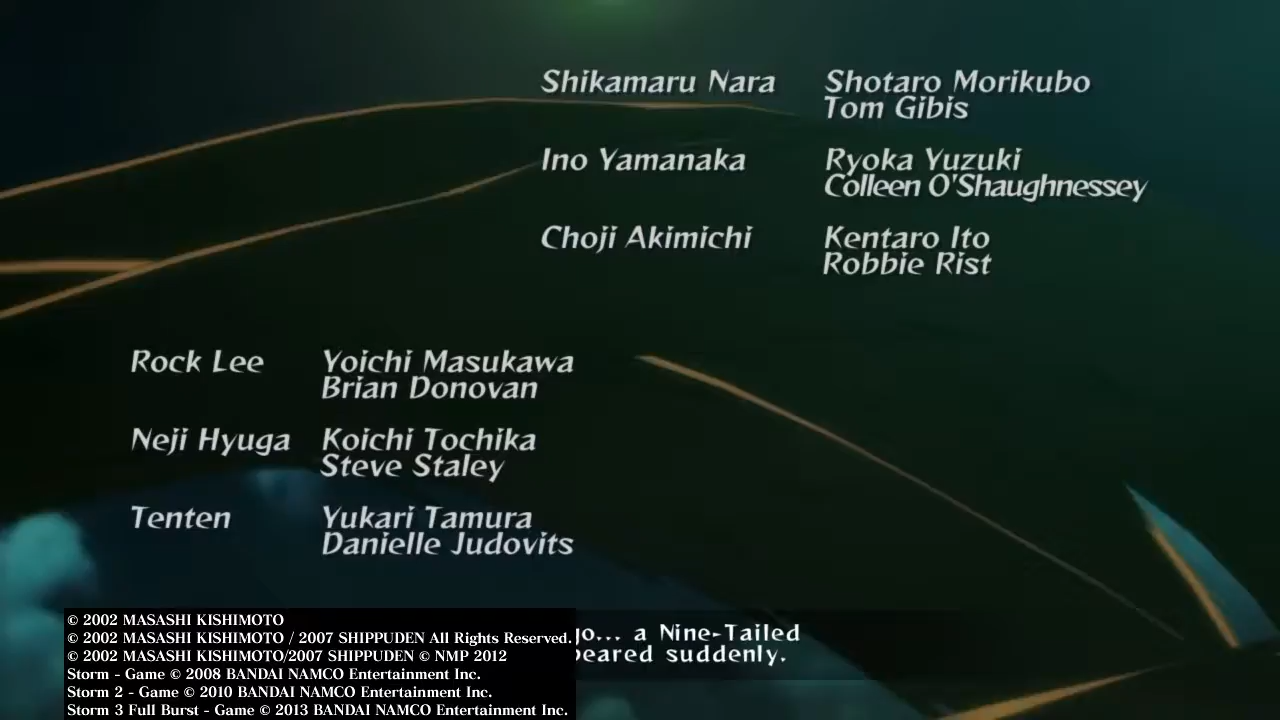 Shikamaru Nara Shotaro Morikubo
Tom Gibis
Ino Yamanaka Ryoka Yuzuki
Colleen O'Shaughnessey
Choji Akimichi Kentaro Ito
Robbie Rist
Rock Lee Yoichi Masukawa
Brian Donovan
Neji Hyuga Koichi Tochika
Steve Staley
Tenten Yukari Tamura
Danielle Judovits
© 2002 MASASHI KISHIMOTO
© 2002 MASASHI KISHIMOTO / 2007 SHIPPUDEN All Rights Reserved.
© 2002 MASASHI KISHIMOTO/2007 SHIPPUDEN © NMP 2012
Storm - Game © 2008 BANDAI NAMCO Entertainment Inc.
Storm 2 - Game © 2010 BANDAI NAMCO Entertainment Inc.
Storm 3 Full Burst - Game © 2013 BANDAI NAMCO Entertainment Inc.
a Nine-Tailed
suddenly.